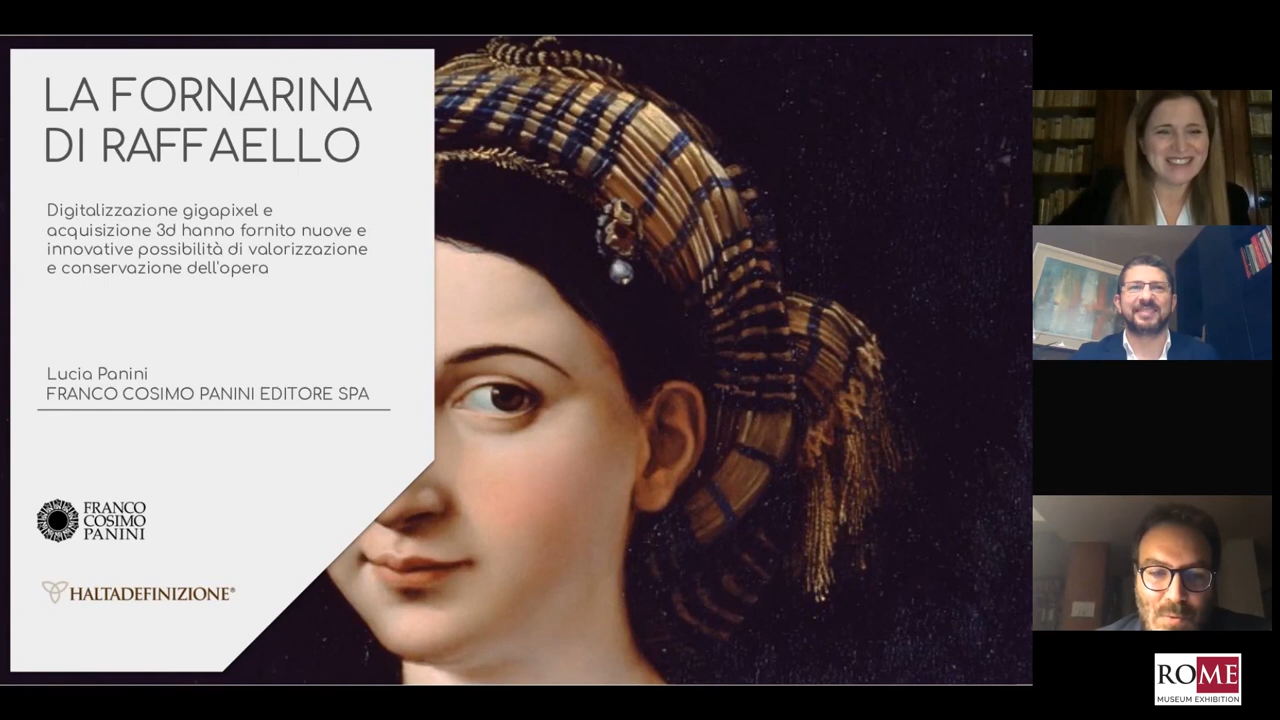 LA FORNARINA
DI RAFFAELLO
Digitalizzazione gigapixel e
acquisizione 3d hanno fornito nuove e
innovative possibilità di valorizzazione
e conservazione dell'opera
Lucia Panini
FRANCO COSIMO PANINI EDITORE SPA
FRANCO
COSIMO
PANINI
HALTADEFINIZIONE®
ROME
MUSEUM EXHIBITION